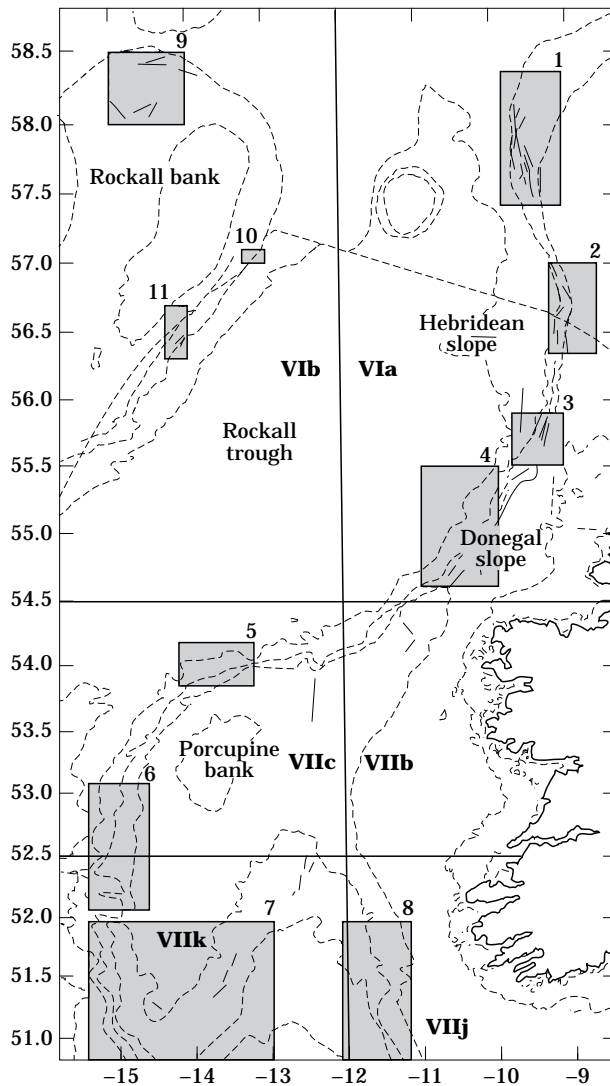 58.5
58.0
57.5
57.0
56.5
56.0
55.5
55.0
54.5
54.0
53.5
53.0
52.5
52.0
51.5
51.0
9
1
Rockall bank
10
2
11
Hebridean
slope
VIb
VIa
3
Rockall
trough
4
Donegal
slope
5
Porcupine
bank
VIIc
VIIb
6
7
8
VIIk
VIIj
–15
–14
–13
–12
–11
–10
–9